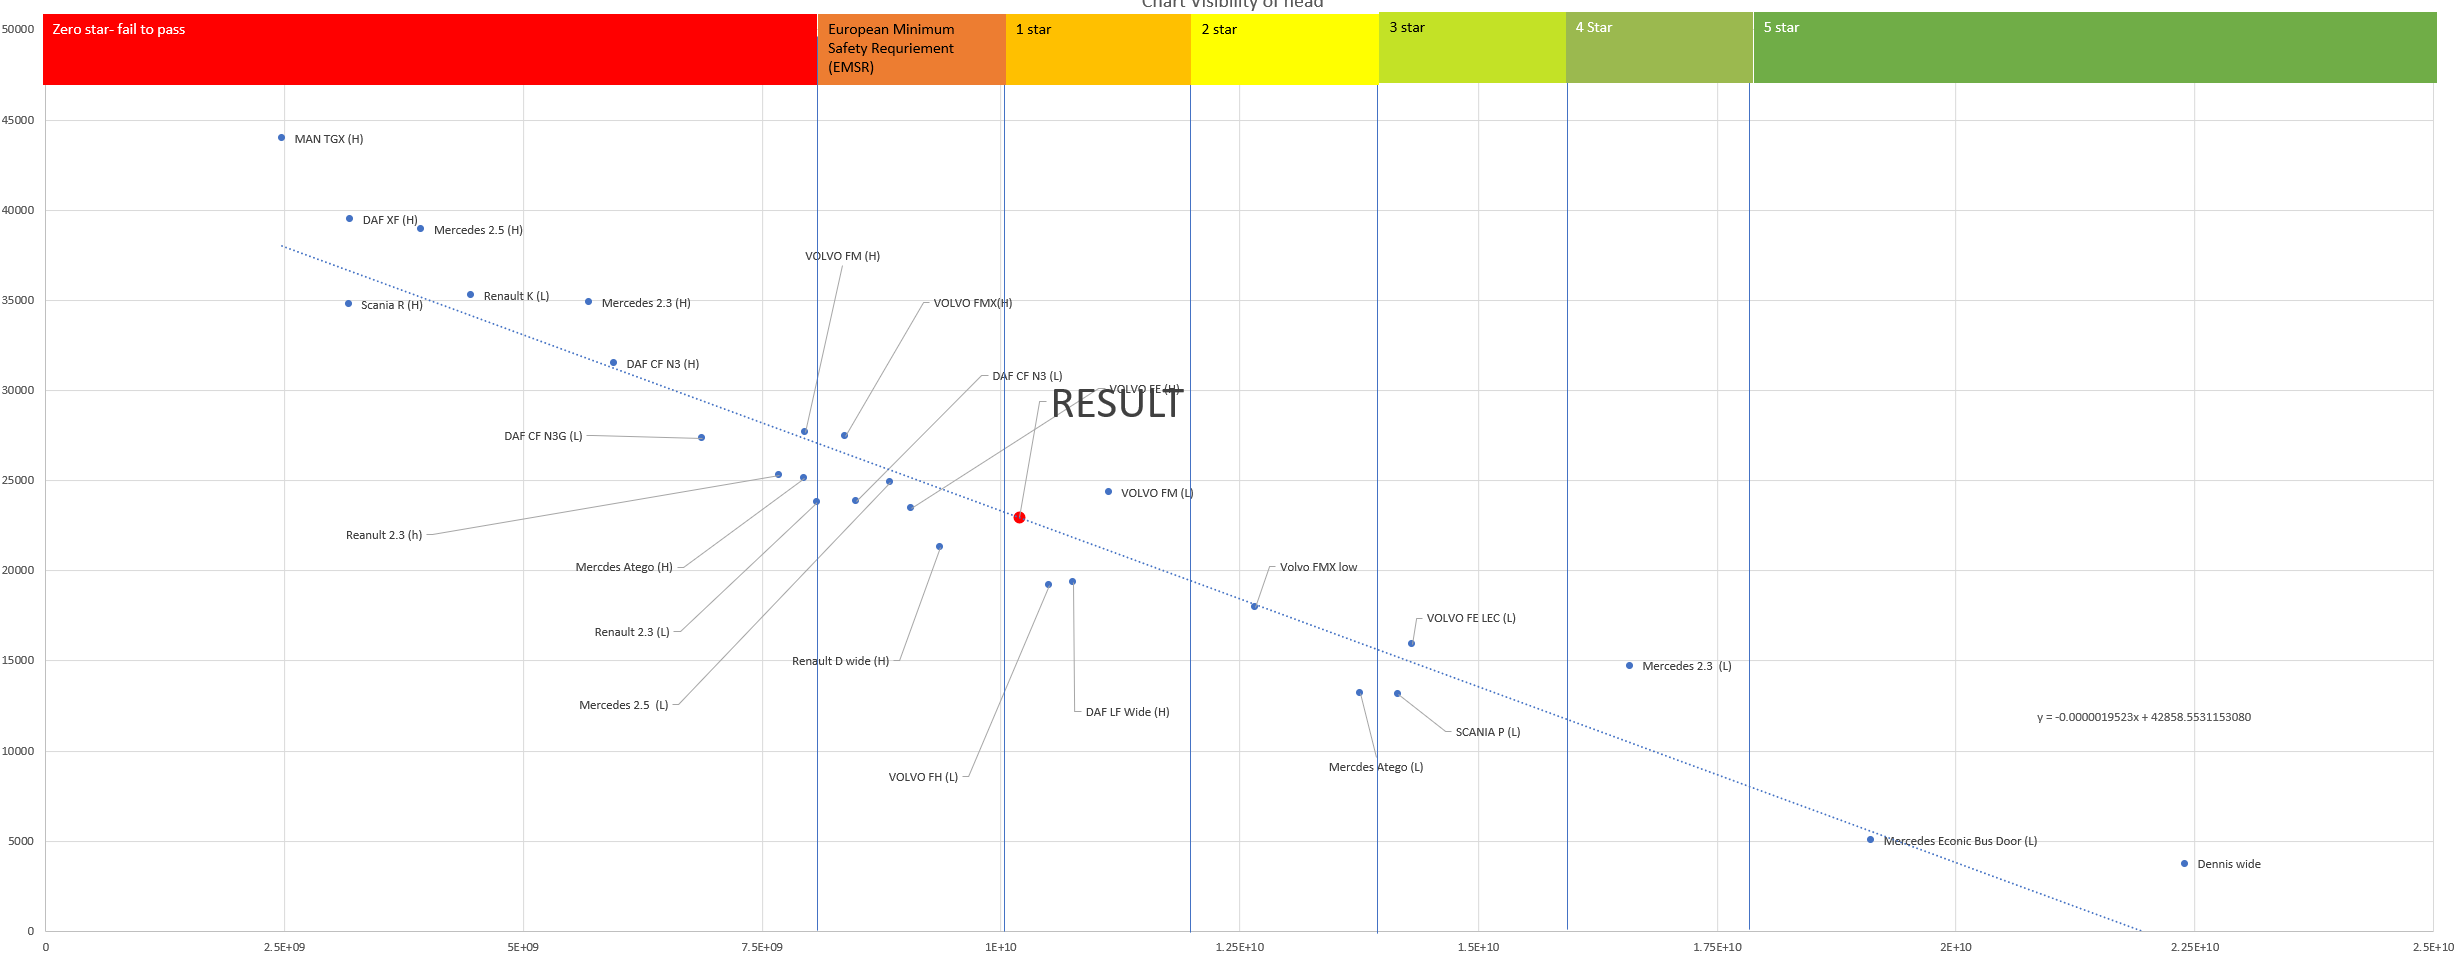 Chart Visibility of head
Zero star- fail to pass
European Minimum
Safety Requriement
(EMSR)
1 star
2 star
3 star
4 Star
5 star
50000
45000
40000
35000
30000
25000
20000
15000
10000
5000
0
MAN TGX (H)
DAF XF (H)
Mercedes 2.5 (H)
VOLVO FM (H)
Renault K (L)
Scania R (H)
Mercedes 2.3 (H)
VOLVO FMX(H)
DAF CF N3 (H)
DAF CF N3 (L)
VOLVO FE (H)
RESULT
DAF CF N3G (L)
VOLVO FM (L)
Reanult 2.3 (h)
Mercdes Atego (H)
Volvo FMX low
VOLVO FE LEC (L)
Renault 2.3 (L)
Renault D wide (H)
Mercedes 2.3  (L)
Mercedes 2.5  (L)
DAF LF Wide (H)
y = -0.0000019523x + 42858.5531153080
SCANIA P (L)
Mercdes Atego (L)
VOLVO FH (L)
Mercedes Econic Bus Door (L)
Dennis wide
0
2.5E+09
5E+09
7.5E+09
1E+10
1.25E+10
1.5E+10
1.75E+10
2E+10
2.25E+10
2.5E+10